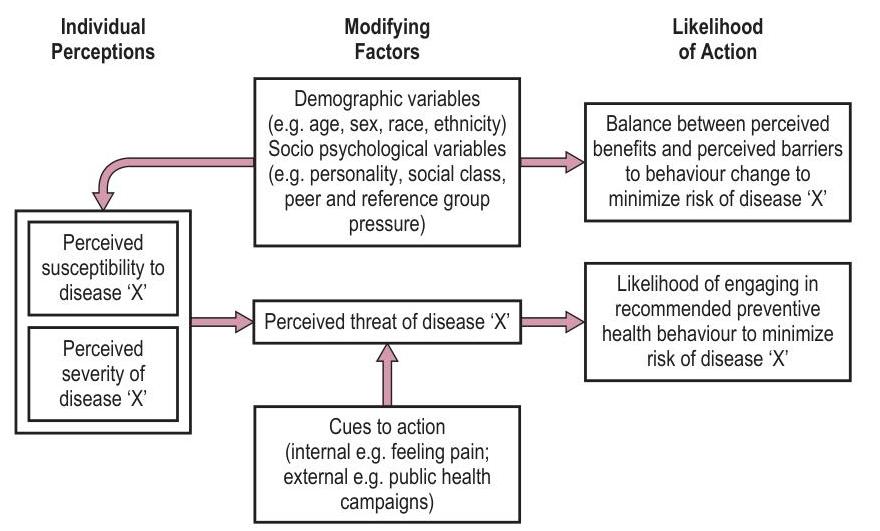 Individual
Perceptions
Modifying
Factors
Likelihood
of Action
Demographic variables
(e.g. age, sex, race, ethnicity)
Socio psychological variables
(e.g. personality, social class,
peer and reference group
pressure)
Balance between perceived
benefits and perceived barriers
to behaviour change to
minimize risk of disease ‘X’
Perceived
susceptibility to
disease ‘X’
Perceived
severity of
disease ‘X’
Perceived threat of disease ‘X’
Likelihood of engaging in
recommended preventive
health behaviour to minimize
risk of disease ‘X’
Cues to action
(internal e.g. feeling pain;
external e.g. public health
campaigns)